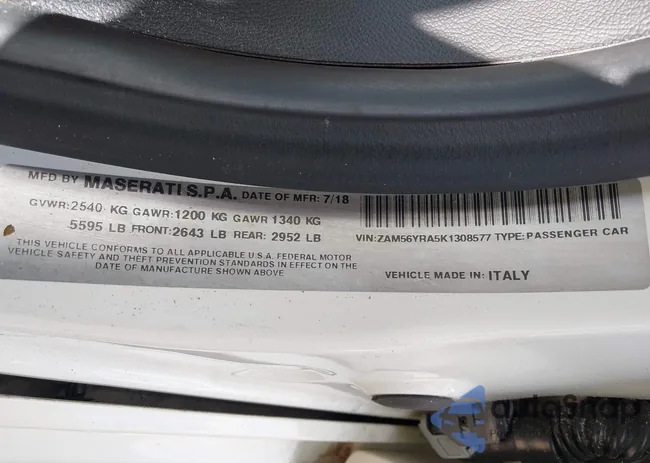 MFD BY MASERATI S.P.A. DATE OF MFR: 7/18
GVWR:2540 KG GAWR:1200 KG GAWR 1340 KG
5595 LB FRONT:2643 LB REAR: 2952 LB
THIS VEHICLE CONFORMS TO ALL APPLICABLE U.S.A. FEDERAL MOTOR
VEHICLE SAFETY AND THEFT PREVENTION STANDARDS IN EFFECT ON THE
DATE OF MANUFACTURE SHOWN ABOVE
VIN:ZAM56YRA5K1308577 TYPE:PASSENGER CAR
VEHICLE MADE IN: ITALY
autoSnap